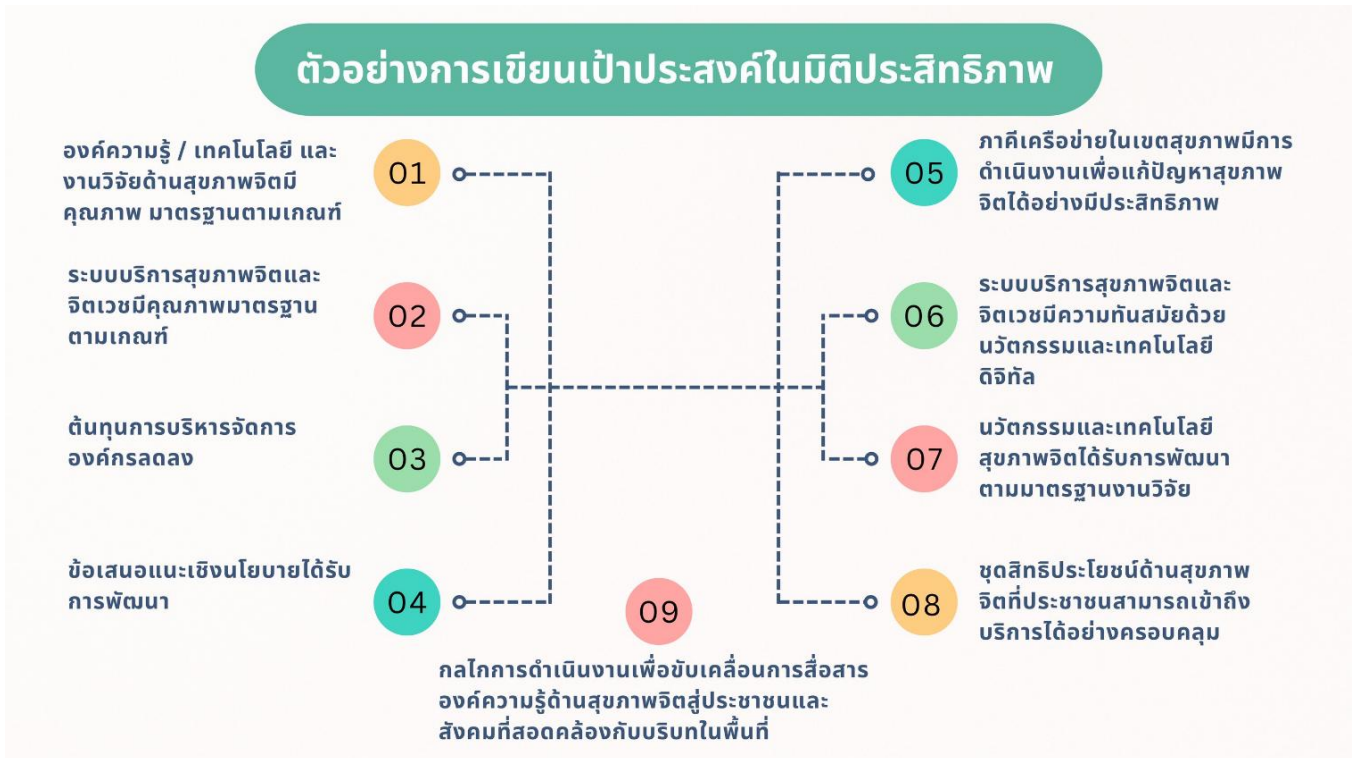 ตัวอย่างการเขียนเป้าประสงค์ในมิติประสิทธิภาพ
01
องค์ความรู้ / เทคโนโลยี และ
งานวิจัยด้านสุขภาพจิตมี
คุณภาพ มาตรฐานตามเกณฑ์
02
ระบบบริการสุขภาพจิตและ
จิตเวชมีคุณภาพมาตรฐาน
ตามเกณฑ์
03
ต้นทุนการบริหารจัดการ
องค์กรลดลง
04
ข้อเสนอแนะเชิงนโยบายได้รับ
การพัฒนา
05
ภาคีเครือข่ายในเขตสุขภาพมีการ
ดำเนินงานเพื่อแก้ปัญหาสุขภาพ
จิตได้อย่างมีประสิทธิภาพ
06
ระบบบริการสุขภาพจิตและ
จิตเวชมีความทันสมัยด้วย
นวัตกรรมและเทคโนโลยี
ดิจิทัล
07
นวัตกรรมและเทคโนโลยี
สุขภาพจิตได้รับการพัฒนา
ตามมาตรฐานงานวิจัย
08
ชุดสิทธิประโยชน์ด้านสุขภาพ
จิตที่ประชาชนสามารถเข้าถึง
บริการได้อย่างครอบคลุม
09
กลไกการดำเนินงานเพื่อขับเคลื่อนการสื่อสาร
องค์ความรู้ด้านสุขภาพจิตสู่ประชาชนและ
สังคมที่สอดคล้องกับบริบทในพื้นที่